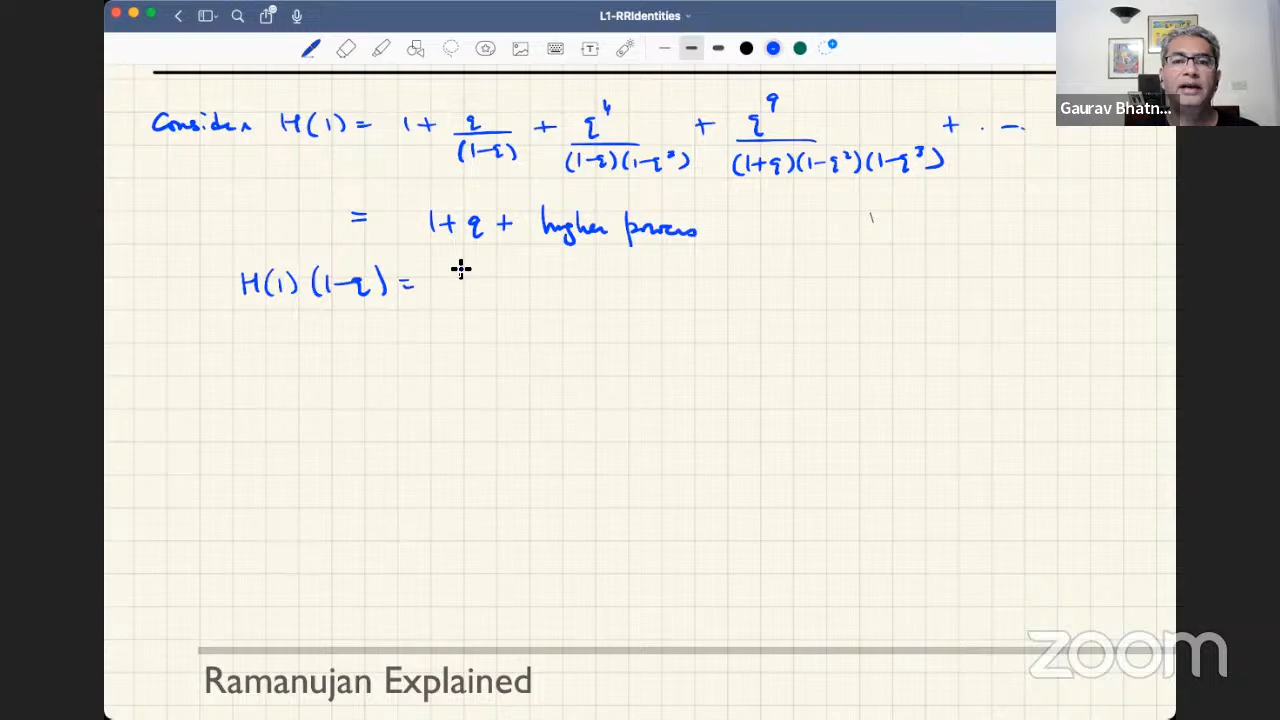 L1-RRIdentities
Gaurav Bhatn...
Consider H(1) = 1 + q/(1-q) + q^4/(1-q)(1-q^2) + q^9/(1+q)(1-q^2)(1-q^3) + . - .
= 1 + q + higher powers
H(1) (1-q) =
zoom
Ramanujan Explained